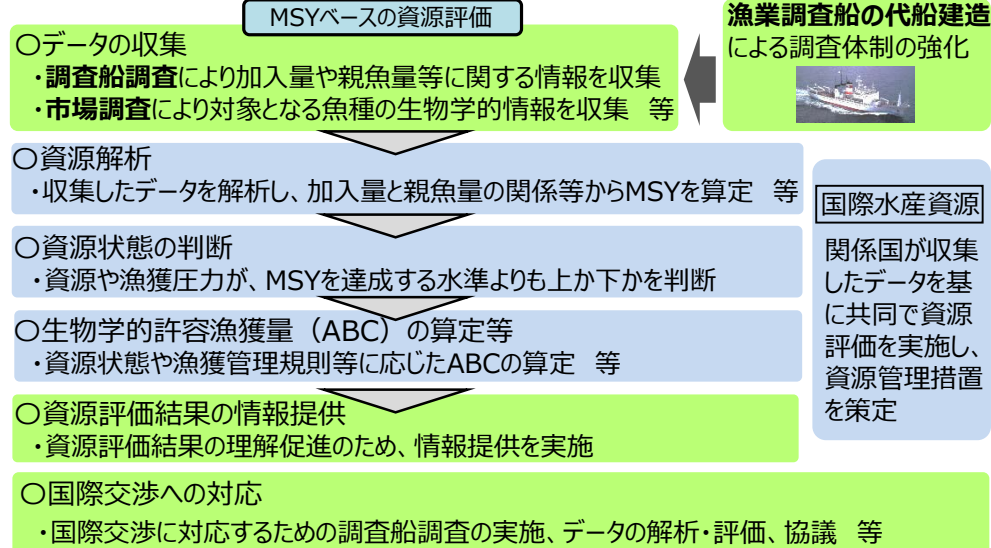 MSYベースの資源評価
〇データの収集
・調査船調査により加入量や親魚量等に関する情報を収集
・市場調査により対象となる魚種の生物学的情報を収集　等
漁業調査船の代船建造
による調査体制の強化
〇資源解析
・収集したデータを解析し、加入量と親魚量の関係等からMSYを算定　等
〇資源状態の判断
・資源や漁獲圧力が、MSYを達成する水準よりも上か下かを判断
〇生物学的許容漁獲量（ABC）の算定等
・資源状態や漁獲管理規則等に応じたABCの算定　等
国際水産資源
関係国が収集
したデータを基
に共同で資源
評価を実施し、
資源管理措置
を策定
〇資源評価結果の情報提供
・資源評価結果の理解促進のため、情報提供を実施
〇国際交渉への対応
・国際交渉に対応するための調査船調査の実施、データの解析・評価、協議　等